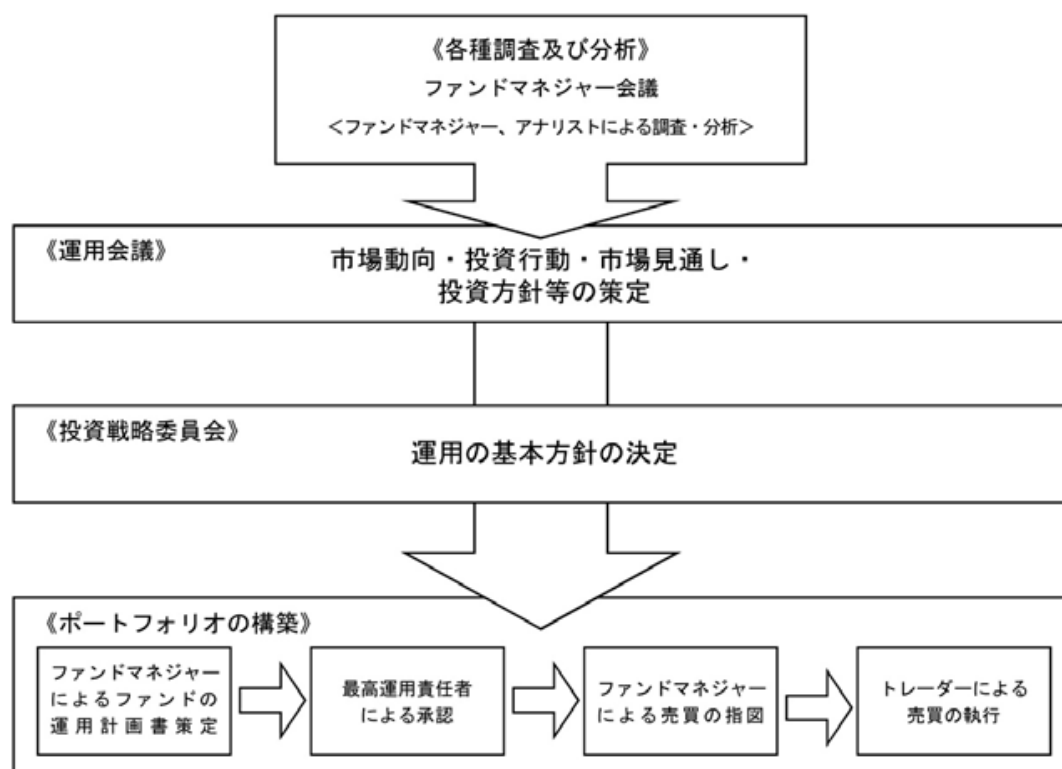 《各種調査及び分析》
ファンドマネジャー会議
<ファンドマネジャー、アナリストによる調査・分析>
《運用会議》
市場動向・投資行動・市場見通し・
投資方針等の策定
《投資戦略委員会》
運用の基本方針の決定
《ポートフォリオの構築》
ファンドマネジャー
によるファンドの
運用計画書策定
最高運用責任者
による承認
ファンドマネジャー
による売買の指図
トレーダーによる
売買の執行